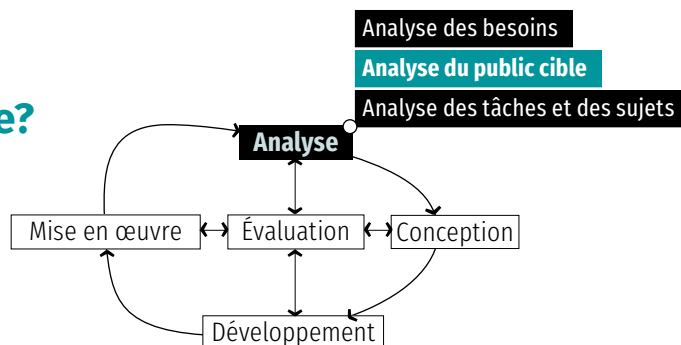 Analyse des besoins
Analyse du public cible
Analyse des tâches et des sujets
e?
Analyse
Mise en œuvre
Évaluation
Conception
Développement